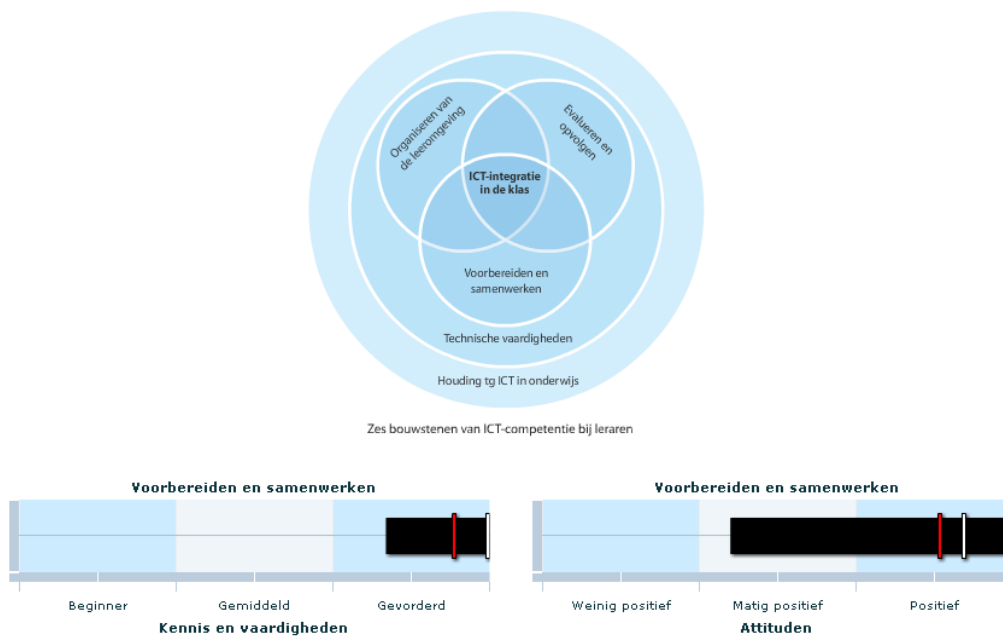 Organiseren van
de leeromgeving
Evalueren en
opvolgen
ICT-integratie
in de klas
Voorbereiden en
samenwerken
Technische vaardigheden
Houding tg ICT in onderwijs
Zes bouwstenen van ICT-competentie bij leraren
Voorbereiden en samenwerken
Beginner Gemiddeld Gevorderd
Kennis en vaardigheden
Voorbereiden en samenwerken
Weinig positief Matig positief Positief
Attituden